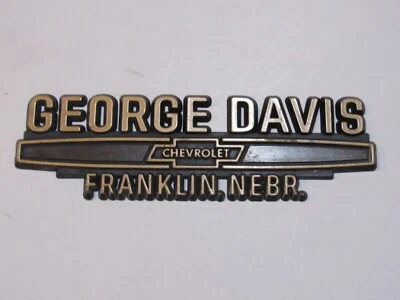 GEORGE DAVIS
CHEVROLET
FRANKLIN, NEBR.